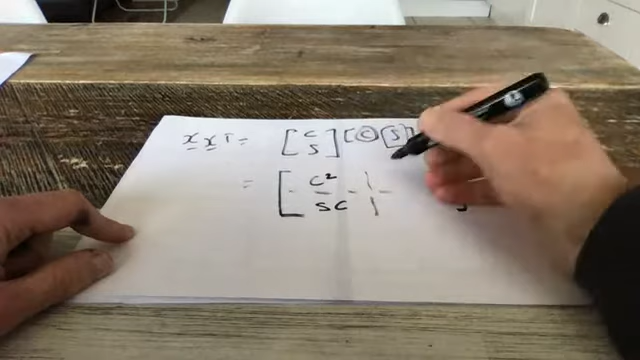 x x T = [ C S ] [ C S ]
= [ C² SC